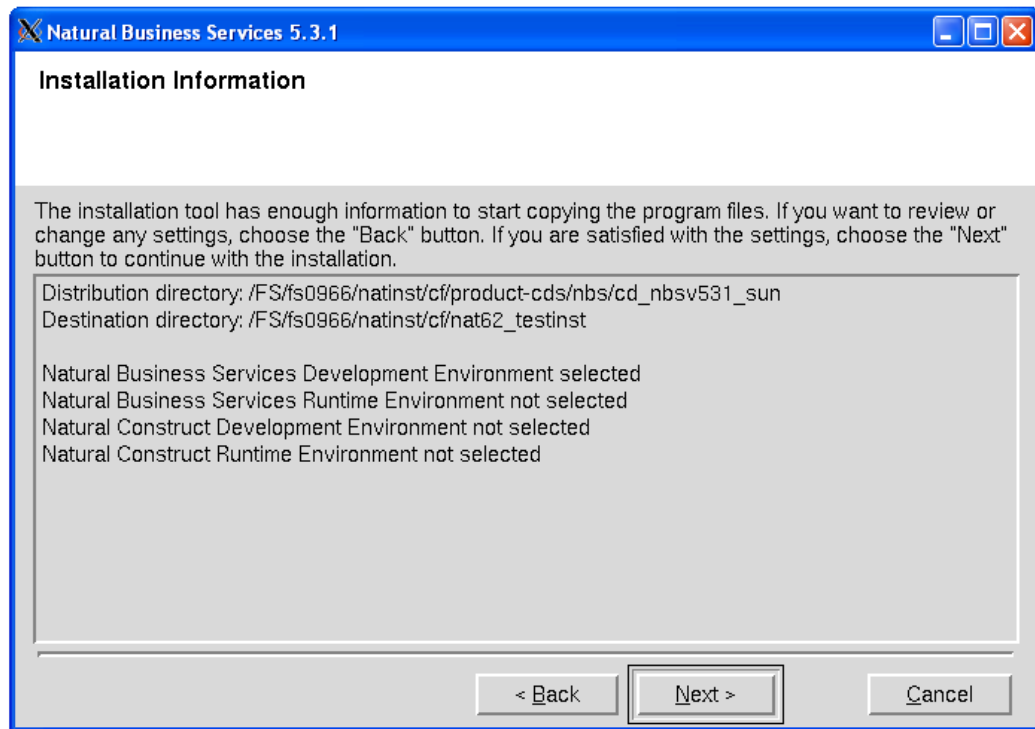 Natural Business Services 5.3.1
Installation Information
The installation tool has enough information to start copying the program files. If you want to review or
change any settings, choose the "Back" button. If you are satisfied with the settings, choose the "Next"
button to continue with the installation.
Distribution directory: /FS/fs0966/natinst/cf/product-cds/nbs/cd_nbsv531_sun
Destination directory: /FS/fs0966/natinst/cf/nat62_testinst
Natural Business Services Development Environment selected
Natural Business Services Runtime Environment not selected
Natural Construct Development Environment not selected
Natural Construct Runtime Environment not selected
< Back Next > Cancel